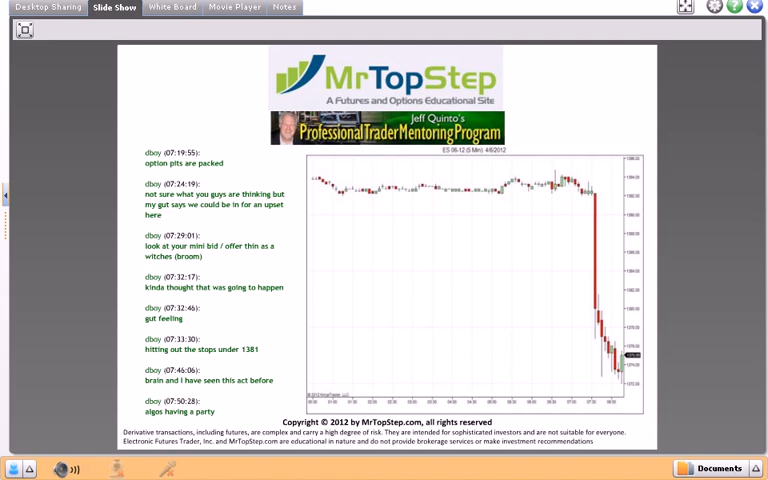 Desktop Sharing
Slide Show
White Board
Movie Player
Notes
MrTopStep
A Futures and Options Educational Site
Jeff Quinto's
Professional Trader Mentoring Program
dboy (07:19:55):
option pits are packed
dboy (07:24:19):
not sure what you guys are thinking but
my gut says we could be in for an upset
here
dboy (07:29:01):
look at your mini bid / offer thin as a
witches (broom)
dboy (07:32:17):
kinda thought that was going to happen
dboy (07:32:46):
gut feeling
dboy (07:33:30):
hitting out the stops under 1381
dboy (07:46:06):
brain and I have seen this act before
dboy (07:50:28):
algos having a party
ES 06-12 (5 Min) 4/6/2012
Copyright © 2012 by MrTopStep.com, all rights reserved
Derivative transactions, including futures, are complex and carry a high degree of risk. They are intended for sophisticated investors and are not suitable for everyone.
Electronic Futures Trader, Inc. and MrTopStep.com are educational in nature and do not provide brokerage services or make investment recommendations
Documents